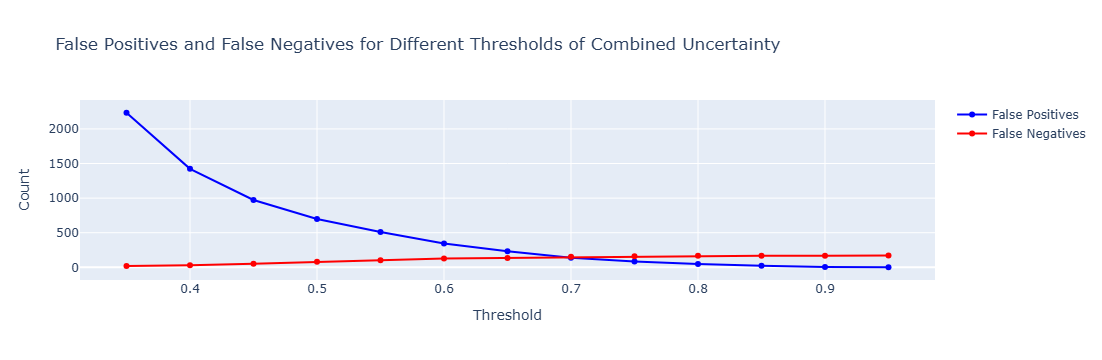 False Positives and False Negatives for Different Thresholds of Combined Uncertainty
False Positives
False Negatives
2000
1500
1000
500
0
Count
0.4 0.5 0.6 0.7 0.8 0.9
Threshold